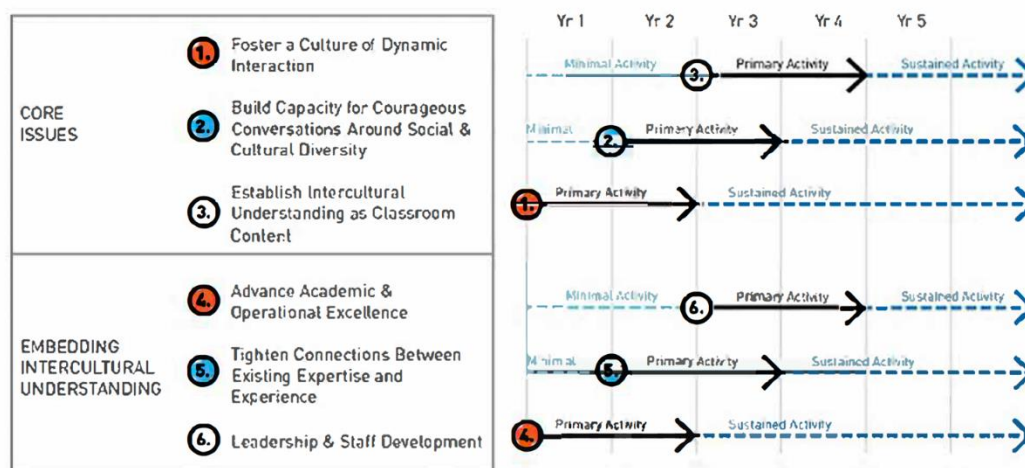 Yr 1 Yr 2 Yr 3 Yr 4 Yr 5
CORE
ISSUES
1. Foster a Culture of Dynamic
Interaction
2. Build Capacity for Courageous
Conversations Around Social &
Cultural Diversity
3. Establish Intercultural
Understanding as Classroom
Content
Minimal Activity 3. Primary Activity Sustained Activity
Minimal 2. Primary Activity Sustained Activity
1. Primary Activity Sustained Activity
EMBEDDING
INTERCULTURAL
UNDERSTANDING
4. Advance Academic &
Operational Excellence
5. Tighten Connections Between
Existing Expertise and
Experience
6. Leadership & Staff Development
Minimal Activity 6. Primary Activity Sustained Activity
Minimal 5. Primary Activity Sustained Activity
4. Primary Activity Sustained Activity